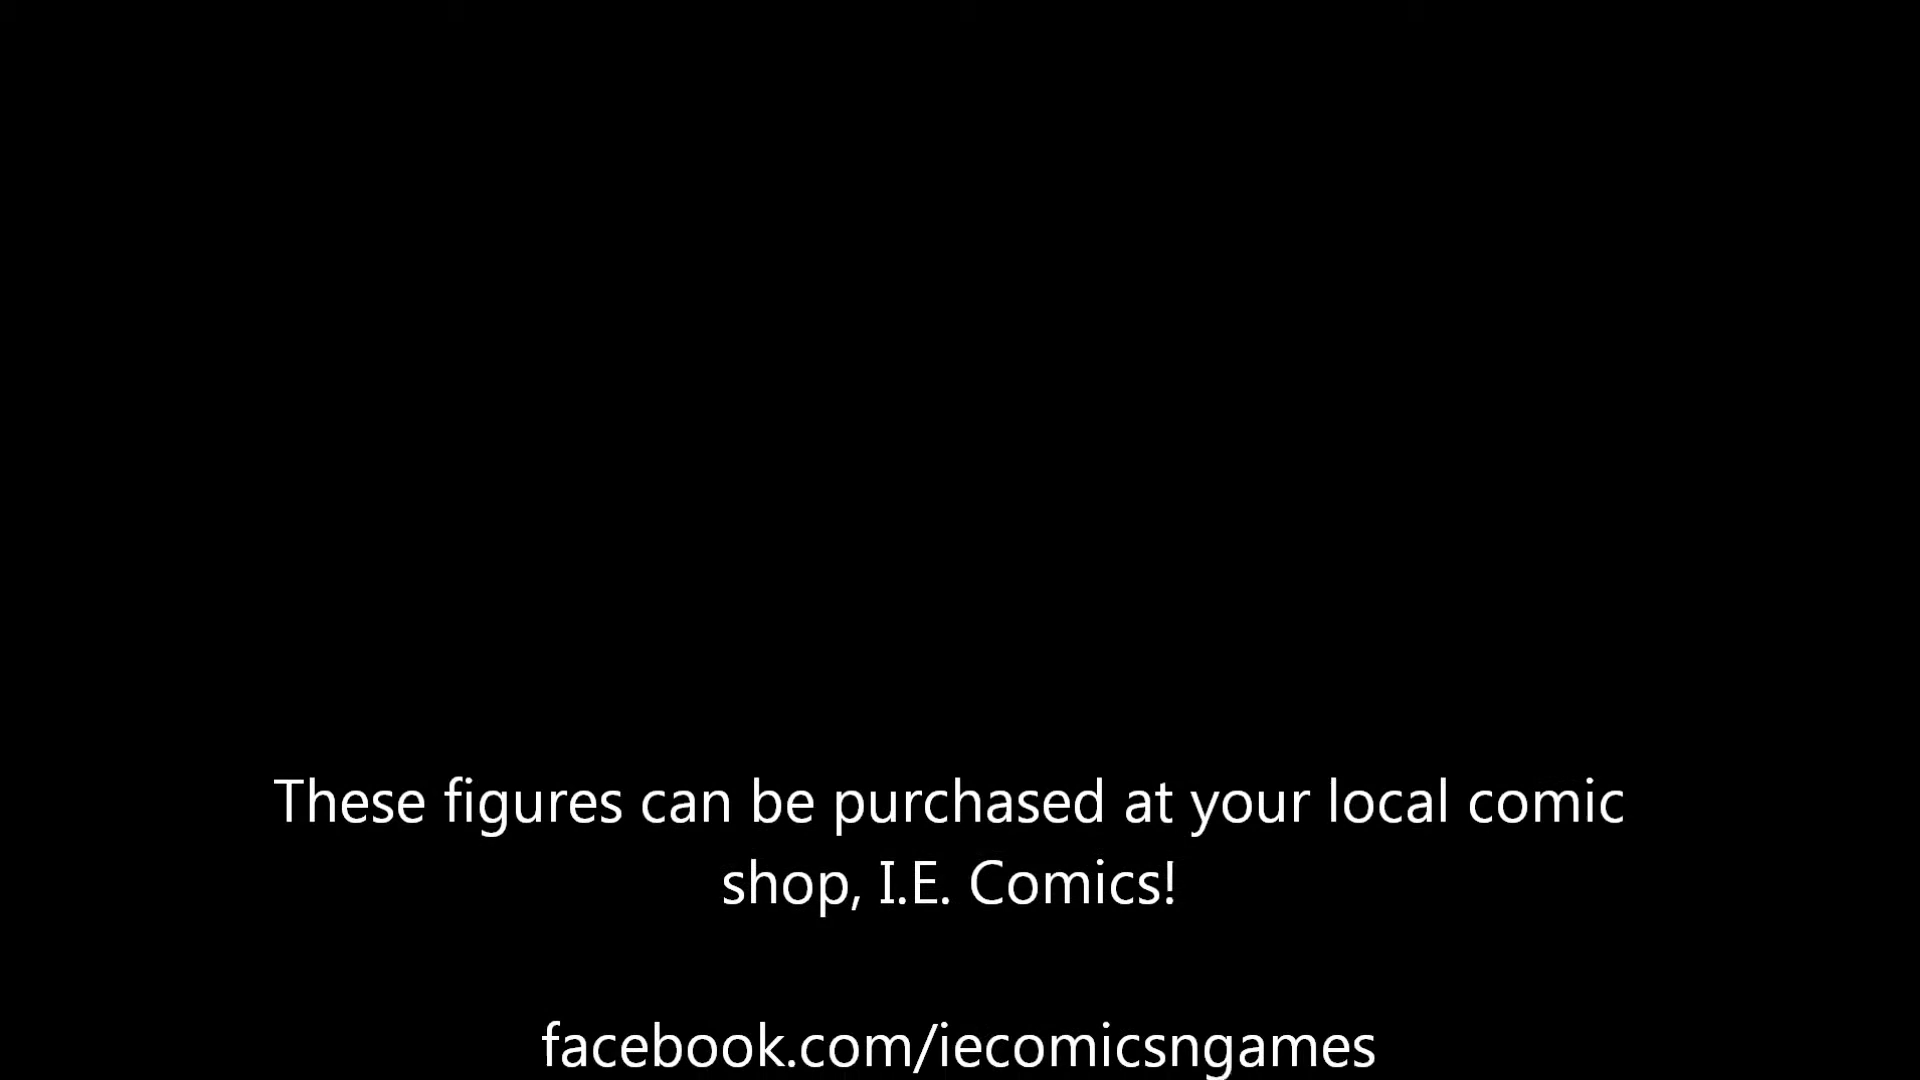 These figures can be purchased at your local comic
shop, I.E. Comics!
facebook.com/iecomicsngames